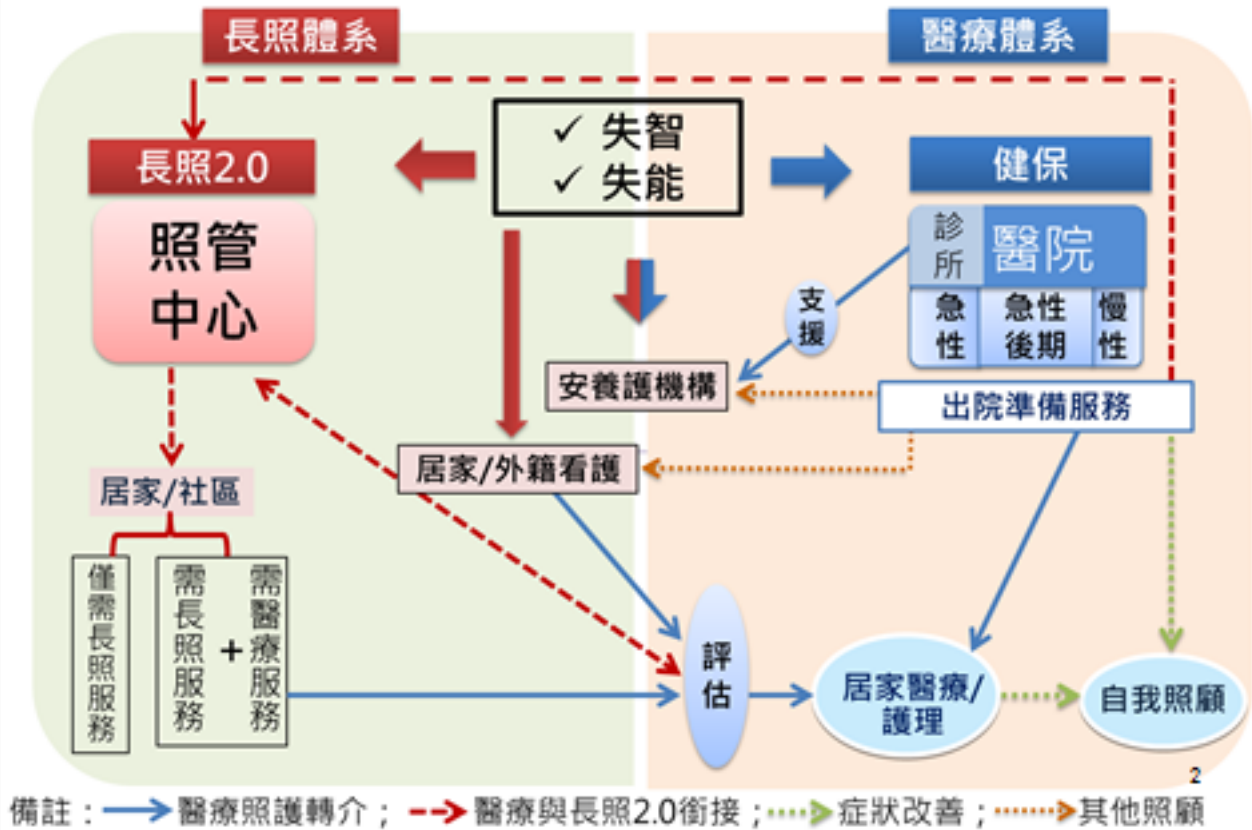 長照體系
醫療體系
✓ 失智
✓ 失能
長照2.0
照管
中心
健保
診所
醫院
急性
急性後期
慢性
支援
安養護機構
出院準備服務
居家/外籍看護
居家/社區
僅需長照服務
需長照服務
+
需醫療服務
評估
居家醫療/
護理
自我照顧
2
備註：醫療照護轉介；醫療與長照2.0銜接；症狀改善；其他照顧